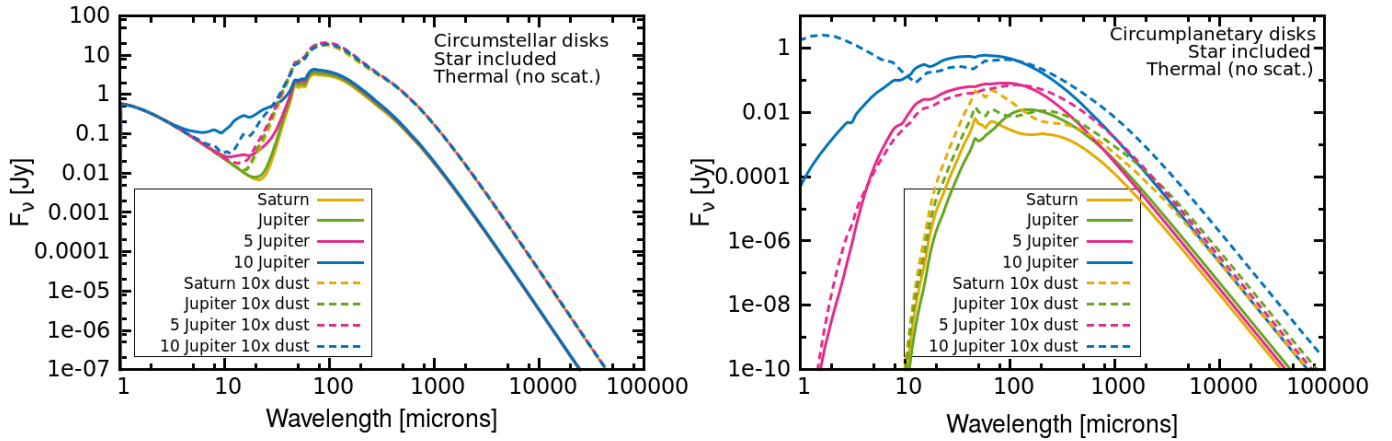 100
10
1
0.1
0.01
0.001
0.0001
1e-05
1e-06
1e-07
Fν [Jy]
Circumstellar disks
Star included
Thermal (no scat.)
Saturn
Jupiter
5 Jupiter
10 Jupiter
Saturn 10x dust
Jupiter 10x dust
5 Jupiter 10x dust
10 Jupiter 10x dust
1 10 100 1000 10000 100000
Wavelength [microns]
1
0.01
0.0001
1e-06
1e-08
1e-10
Fν [Jy]
Circumplanetary disks
Star included
Thermal (no scat.)
Saturn
Jupiter
5 Jupiter
10 Jupiter
Saturn 10x dust
Jupiter 10x dust
5 Jupiter 10x dust
10 Jupiter 10x dust
1 10 100 1000 10000 100000
Wavelength [microns]